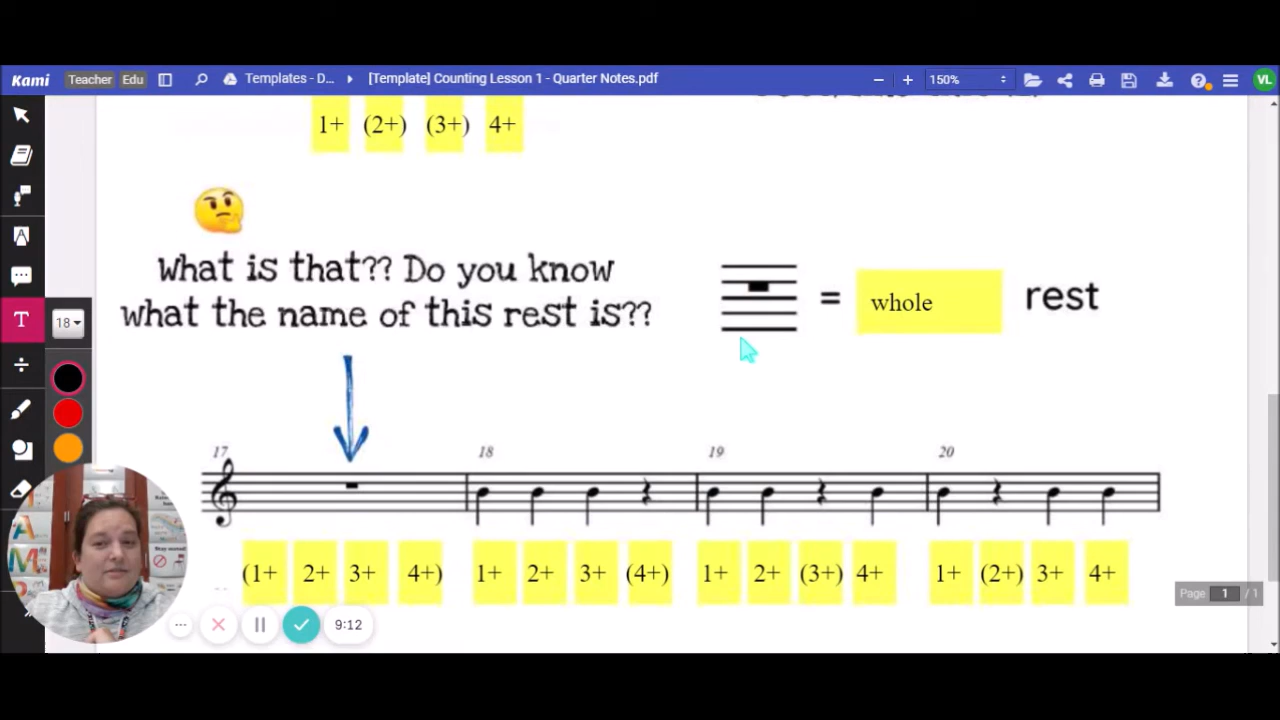 Kami Teacher Edu Templates - D... [Template] Counting Lesson 1 - Quarter Notes.pdf 150% VL
1+ (2+) (3+) 4+
What is that?? Do you know
what the name of this rest is??
= whole rest
T 18
17 18 19 20
(1+ 2+ 3+ 4+) 1+ 2+ 3+ (4+) 1+ 2+ (3+) 4+ 1+ (2+) 3+ 4+
Page 1 / 1
9:12